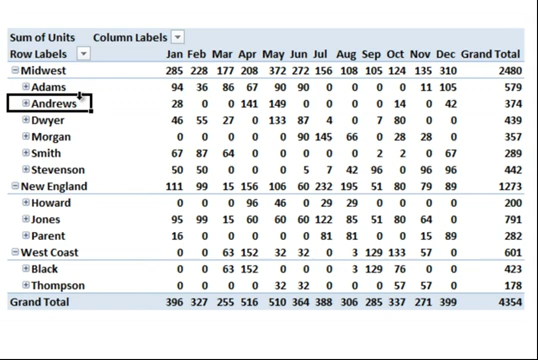 Sum of Units Column Labels
Row Labels Jan Feb Mar Apr May Jun Jul Aug Sep Oct Nov Dec Grand Total
Midwest 285 228 177 208 372 272 156 108 105 124 135 310 2480
Adams 94 36 86 67 90 90 0 0 0 0 11 105 579
Andrews 28 0 0 141 149 0 0 0 0 14 0 42 374
Dwyer 46 55 27 0 133 87 4 0 7 80 0 0 439
Morgan 0 0 0 0 0 90 145 66 0 28 28 0 357
Smith 67 87 64 0 0 0 0 0 2 2 0 67 289
Stevenson 50 50 0 0 0 5 7 42 96 0 96 96 442
New England 111 99 15 156 106 60 232 195 51 80 79 89 1273
Howard 0 0 0 96 46 0 29 29 0 0 0 0 200
Jones 95 99 15 60 60 60 122 85 51 80 64 0 791
Parent 16 0 0 0 0 0 81 81 0 0 15 89 282
West Coast 0 0 63 152 32 32 0 3 129 133 57 0 601
Black 0 0 63 152 0 0 0 3 129 76 0 0 423
Thompson 0 0 0 0 32 32 0 0 0 57 57 0 178
Grand Total 396 327 255 516 510 364 388 306 285 337 271 399 4354